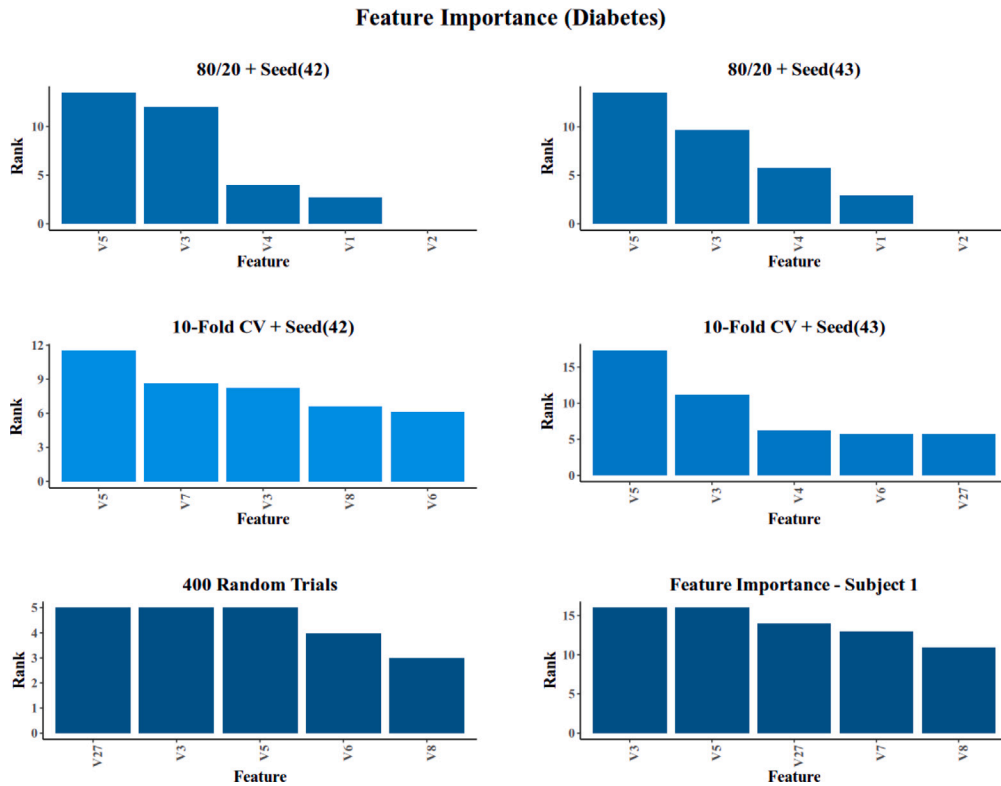 Feature Importance (Diabetes)
80/20 + Seed(42)
Rank
10
5
0
V5 V3 V4 V1 V2
Feature
80/20 + Seed(43)
Rank
10
5
0
V5 V3 V4 V1 V2
Feature
10-Fold CV + Seed(42)
Rank
12
9
6
3
0
V5 V7 V3 V8 V6
Feature
10-Fold CV + Seed(43)
Rank
15
10
5
0
V5 V3 V4 V6 V27
Feature
400 Random Trials
Rank
5
4
3
2
1
0
V27 V3 V5 V6 V8
Feature
Feature Importance - Subject 1
Rank
15
10
5
0
V3 V5 V27 V7 V8
Feature